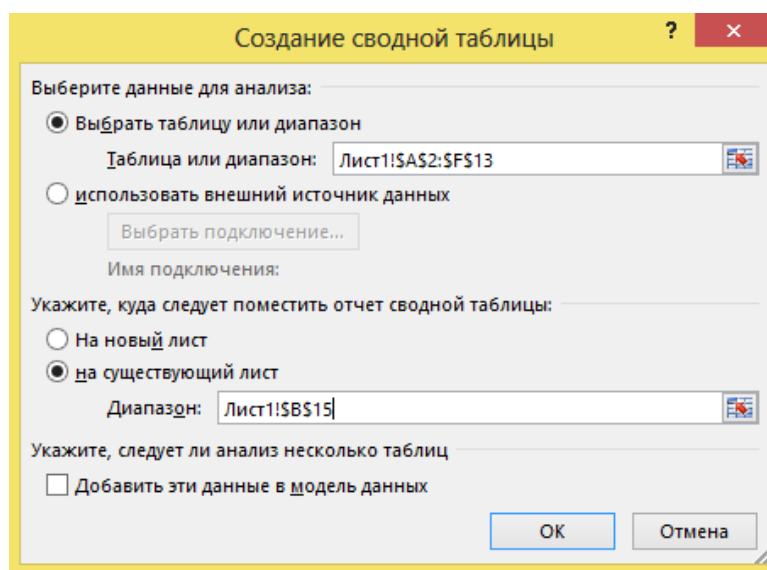 Создание сводной таблицы
?
×
Выберите данные для анализа:
Выбрать таблицу или диапазон
Таблица или диапазон: Лист1!$A$2:$F$13
использовать внешний источник данных
Выбрать подключение...
Имя подключения:
Укажите, куда следует поместить отчет сводной таблицы:
На новый лист
на существующий лист
Диапазон: Лист1!$B$15
Укажите, следует ли анализ несколько таблиц
Добавить эти данные в модель данных
ОК Отмена